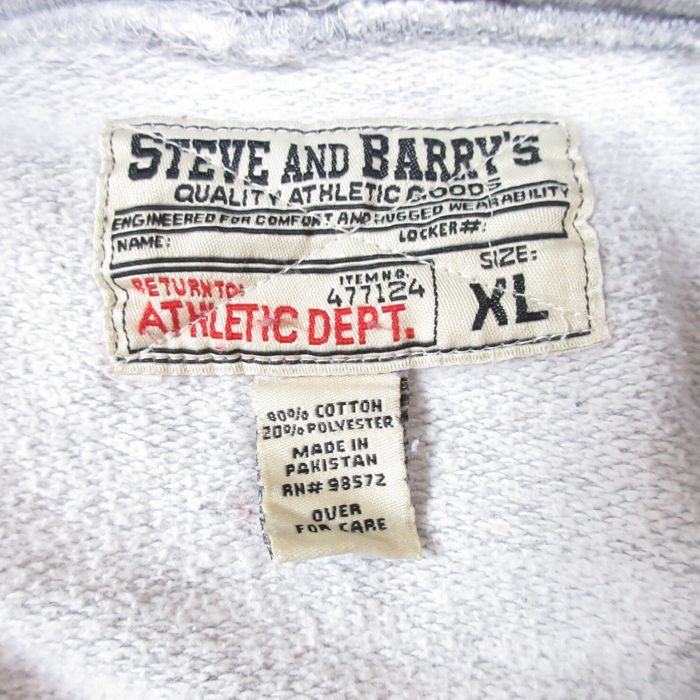 STEVE AND BARRY'S
QUALITY ATHLETIC GOODS
ENGINEERED FOR COMFORT AND RUGGED WEARABILITY
NAME: LOCKER#:
RETURN TO: ITEM NO. SIZE:
477124
ATHLETIC DEPT. XL
80% COTTON
20% POLYESTER
MADE IN
PAKISTAN
RN# 98572
OVER
FOR CARE